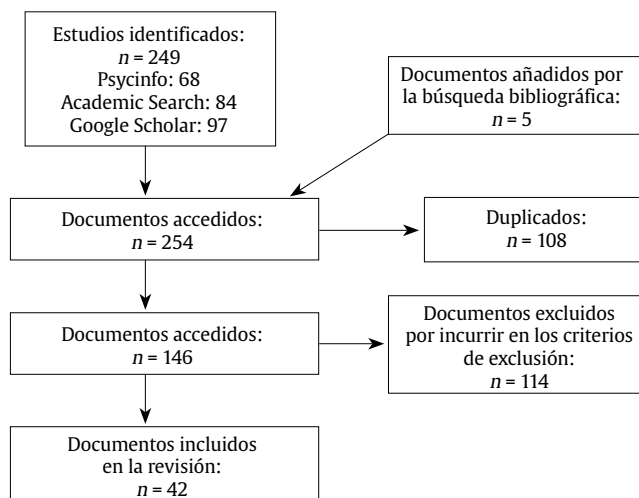 Estudios identificados:
n = 249
Psycinfo: 68
Academic Search: 84
Google Scholar: 97
Documentos añadidos por
la búsqueda bibliográfica:
n = 5
Documentos accedidos:
n = 254
Duplicados:
n = 108
Documentos accedidos:
n = 146
Documentos excluidos
por incurrir en los criterios
de exclusión:
n = 114
Documentos incluidos
en la revisión:
n = 42